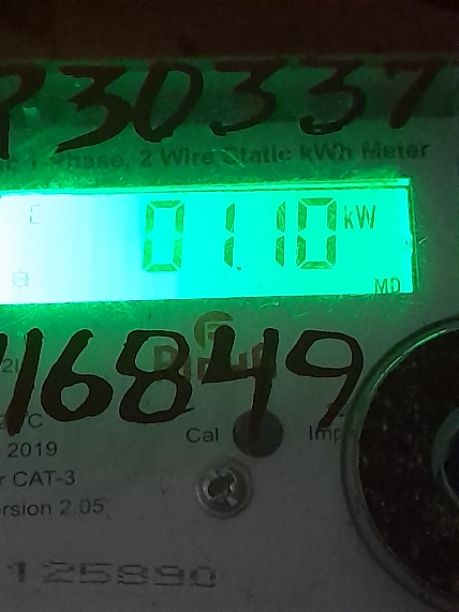 30337
1 Phase, 2 Wire Static kWh Meter
E 01.10 kW
MD
16849
Cal Imp
2019
CAT-3
rsion 2.05
125890